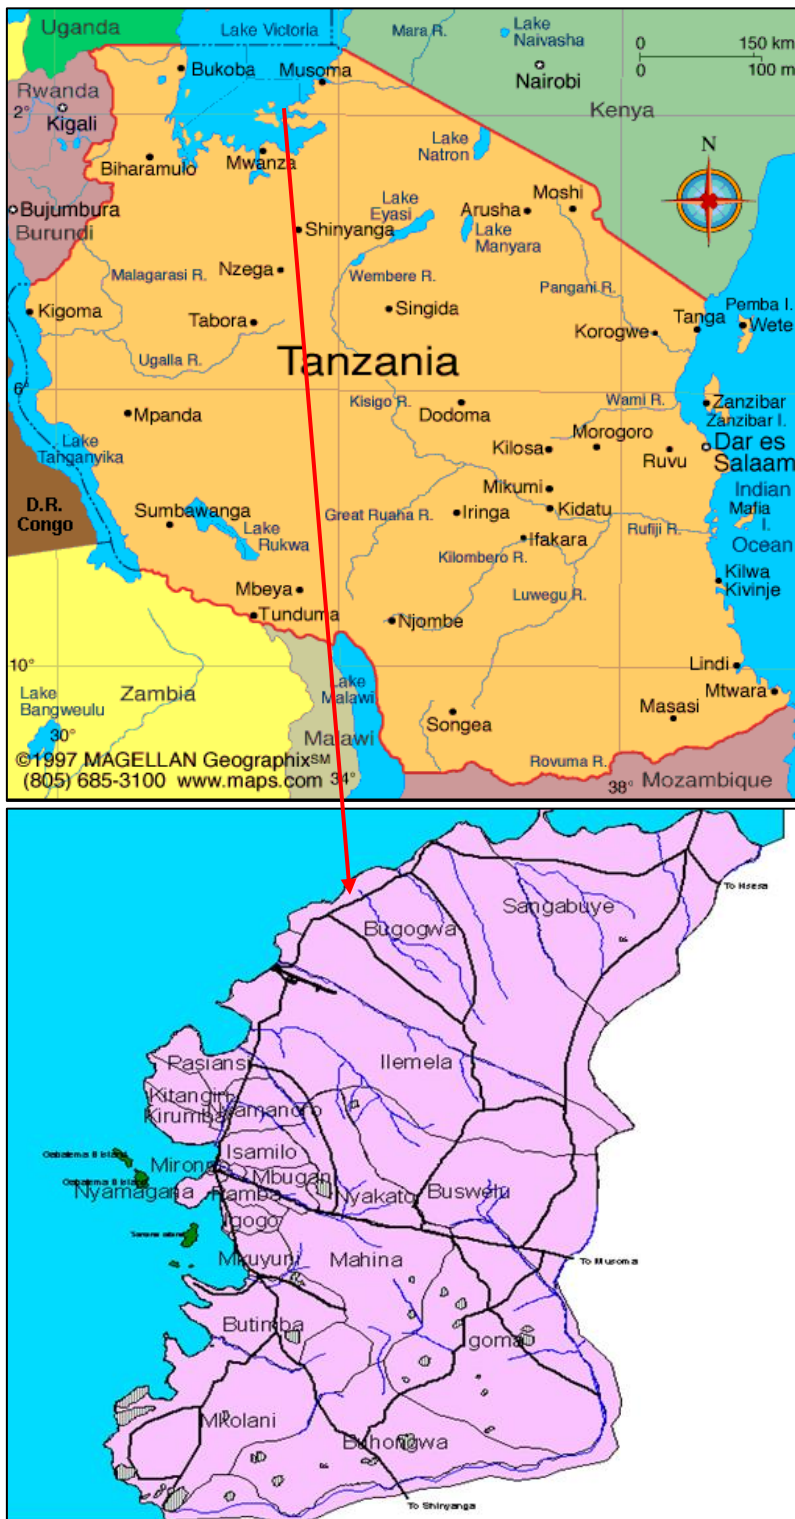 Uganda
Lake Victoria
Mara R.
Lake
Naivasha
0 150 km
0 100 m
Bukoba
Musoma
Nairobi
Rwanda
2°
Kigali
Kenya
N
Lake
Natron
Biharamulo
Mwanza
Bujumbura
Burundi
Lake
Eyasi
Arusha
Moshi
Shinyanga
Lake
Manyara
Malagarasi R.
Nzega
Wembere R.
Pangani R.
Kigoma
Tabora
Singida
Korogwe
Tanga
Pemba I.
Wete
Ugalla R.
Tanzania
6°
Mpanda
Kisigo R.
Dodoma
Wami R.
Zanzibar
Zanzibar I.
Lake
Tanganyika
Kilosa
Morogoro
Ruvu
Dar es
Salaam
Mikumi
Indian
Ocean
D.R.
Congo
Sumbawanga
Lake
Rukwa
Great Ruaha R.
Iringa
Kidatu
Mafia
I.
Ifakara
Rufiji R.
Kilombero R.
Mbeya
Luwegu R.
Kilwa
Kivinje
Tunduma
Njombe
10°
Lake
Malawi
Lindi
Zambia
Lake
Bangweulu
Mtwara
Songea
Masasi
30°
Malawi
©1997 MAGELLAN Geographix℠
Rovuma R.
(805) 685-3100 www.maps.com
34°
38°
Mozambique
Sangabuye
Bugogwa
Ilemela
Pasiansi
Kitangiri
Kirumba
Nyamanoro
Isamilo
Mirongo
Mbugani
Nyamagana
Pamba
Nyakato
Buswelu
Igogo
Mkuyuni
Mahina
To Musoma
Butimba
Igoma
Mkolani
Buhongwa
To Shinyanga